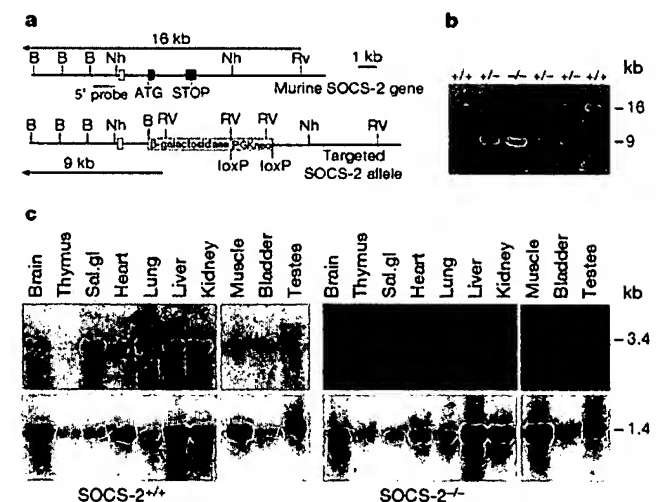 a
16 kb
B B B Nh Nh Rv
1 kb
5' probe ATG STOP Murine SOCS-2 gene
B B B Nh B RV RV RV Nh RV
β-galactosidase PGKneo
loxP loxP
Targeted
SOCS-2 allele
9 kb
b
+/+ +/− −/− +/− +/− +/+
kb
−16
−9
c
Brain Thymus Sal.gl Heart Lung Liver Kidney Muscle Bladder Testes Brain Thymus Sal.gl Heart Lung Liver Kidney Muscle Bladder Testes
kb
−3.4
−1.4
SOCS-2+/+ SOCS-2−/−